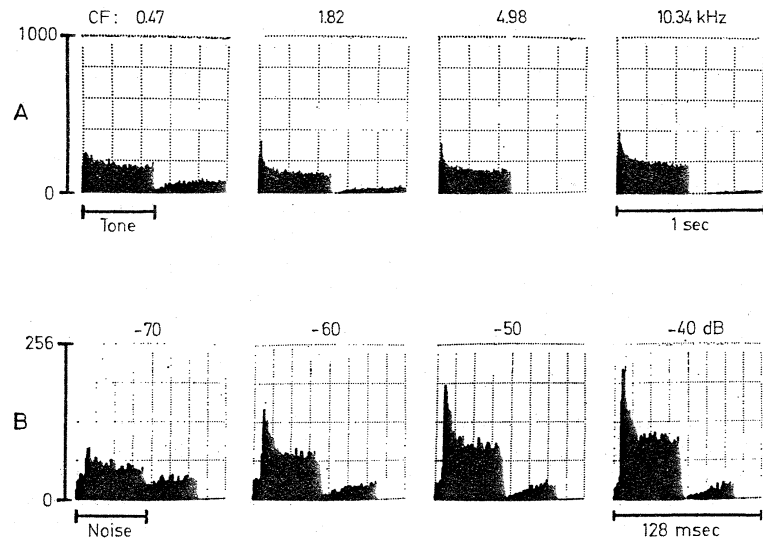 CF: 0.47 1.82 4.98 10.34 kHz
1000
A
0
Tone 1 sec
-70 -60 -50 -40 dB
256
B
0
Noise 128 msec